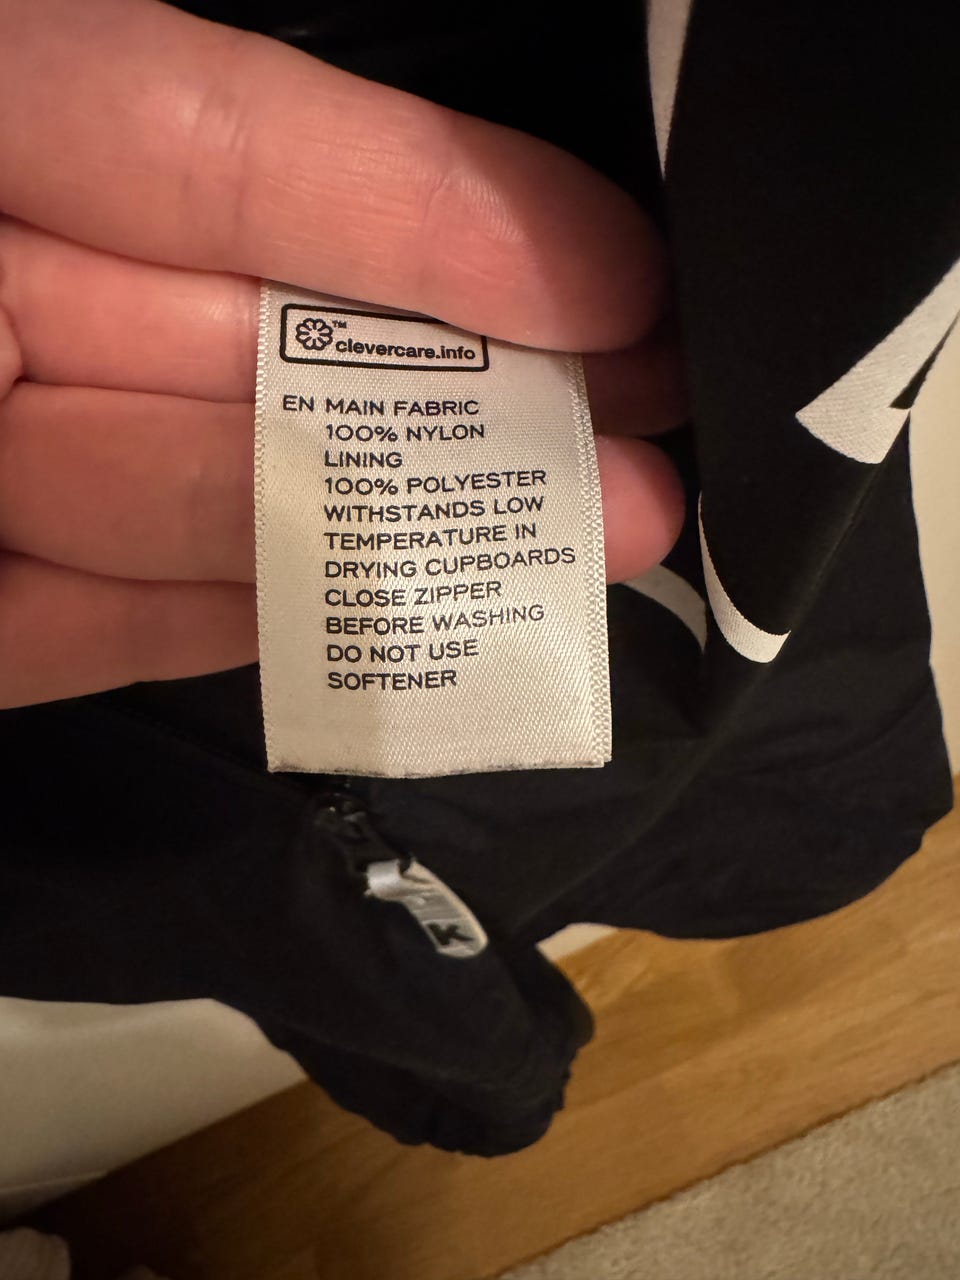 ™
clevercare.info
EN MAIN FABRIC
100% NYLON
LINING
100% POLYESTER
WITHSTANDS LOW
TEMPERATURE IN
DRYING CUPBOARDS
CLOSE ZIPPER
BEFORE WASHING
DO NOT USE
SOFTENER
K